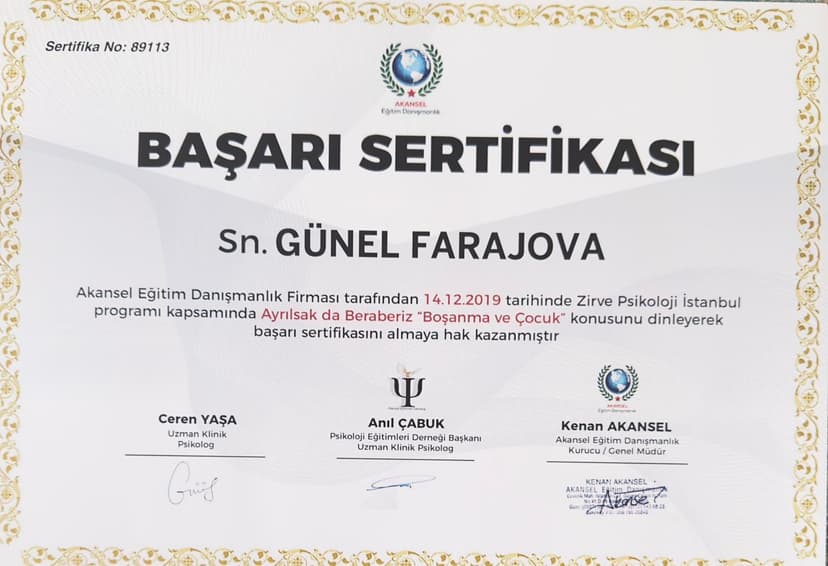 Sertifika No: 89113
AKANSEL
Eğitim Danışmanlık
BAŞARI SERTİFİKASI
Sn. GÜNEL FARAJOVA
Akansel Eğitim Danışmanlık Firması tarafından 14.12.2019 tarihinde Zirve Psikoloji İstanbul
programı kapsamında Ayrılsak da Beraberiz "Boşanma ve Çocuk" konusunu dinleyerek
başarı sertifikasını almaya hak kazanmıştır
Ceren YAŞA
Uzman Klinik
Psikolog
Anıl ÇABUK
Psikoloji Eğitimleri Derneği Başkanı
Uzman Klinik Psikolog
AKANSEL
Eğitim Danışmanlık
Kenan AKANSEL
Akansel Eğitim Danışmanlık
Kurucu / Genel Müdür
KENAN AKANSEL
AKANSEL Eğitim